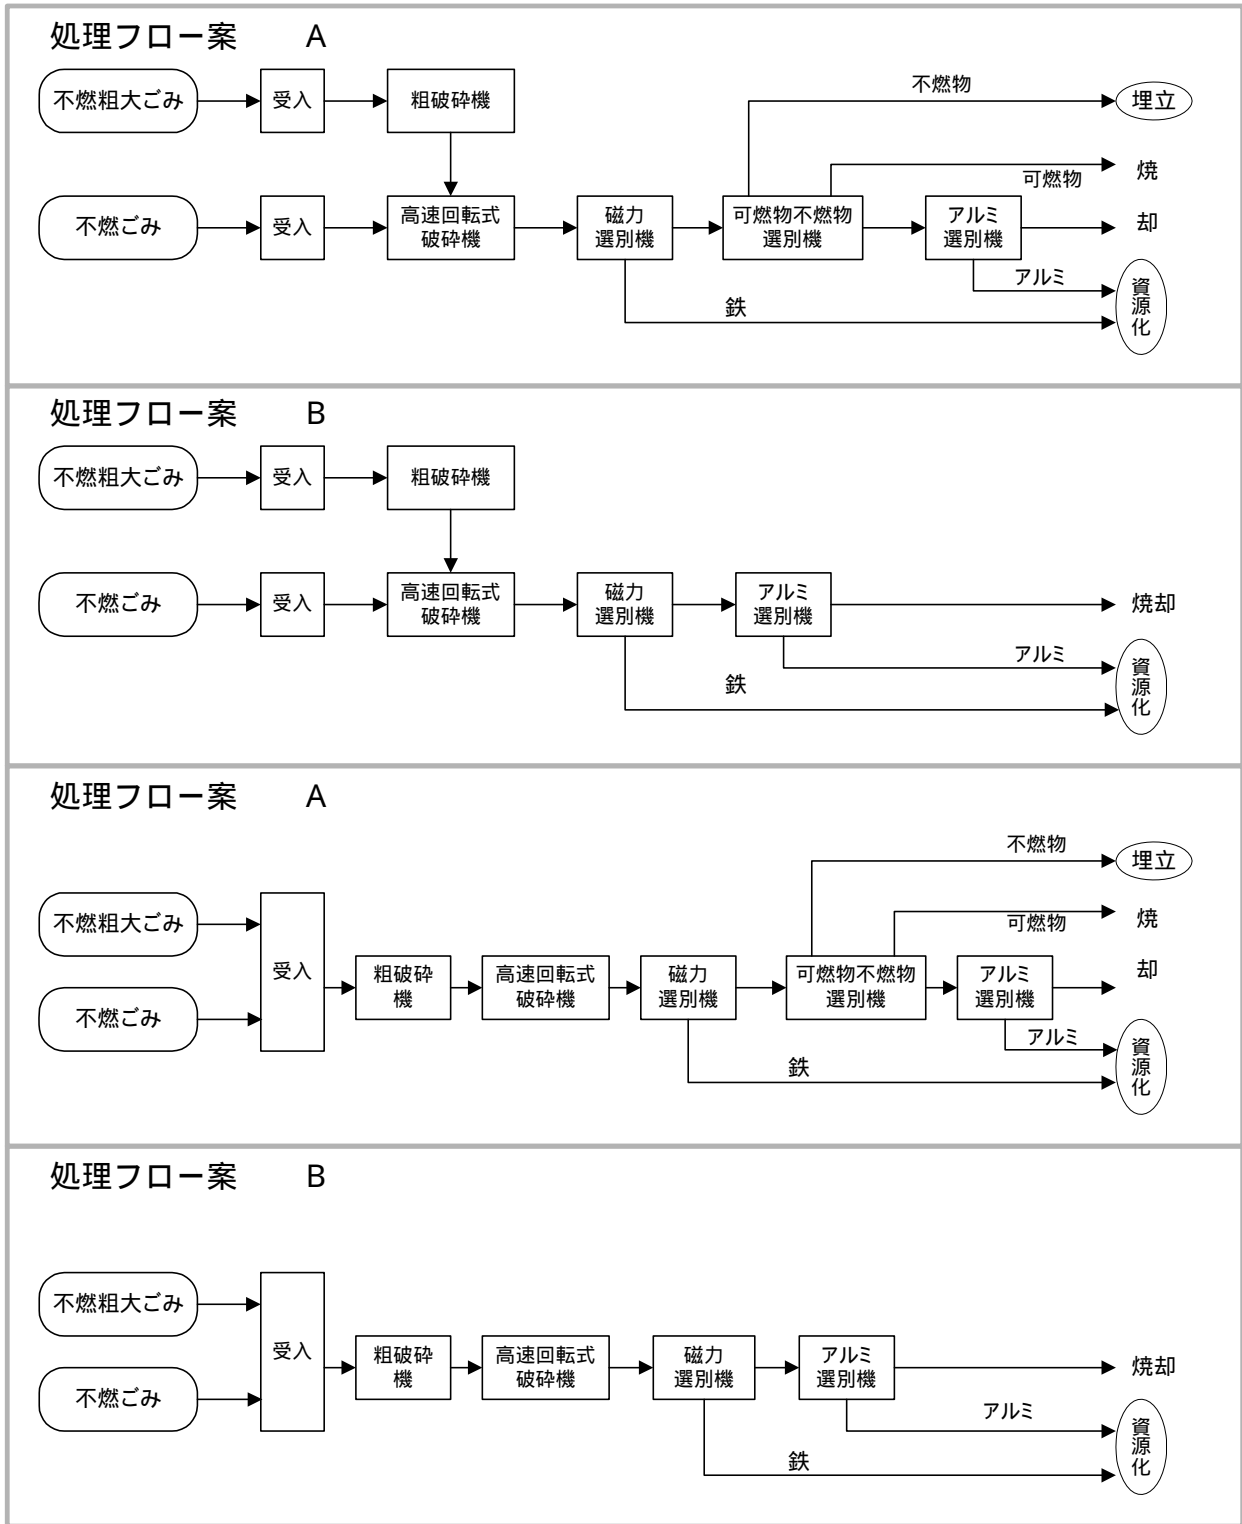 処理フロー案 A
不燃粗大ごみ
受入
粗破砕機
不燃物
埋立
可燃物
焼
却
不燃ごみ
受入
高速回転式
破砕機
磁力
選別機
可燃物不燃物
選別機
アルミ
選別機
アルミ
鉄
資
源
化
処理フロー案 B
不燃粗大ごみ
受入
粗破砕機
不燃ごみ
受入
高速回転式
破砕機
磁力
選別機
アルミ
選別機
焼却
アルミ
鉄
資
源
化
処理フロー案 A
不燃粗大ごみ
不燃ごみ
受入
粗破砕
機
高速回転式
破砕機
磁力
選別機
可燃物不燃物
選別機
アルミ
選別機
不燃物
埋立
可燃物
焼
却
アルミ
鉄
資
源
化
処理フロー案 B
不燃粗大ごみ
不燃ごみ
受入
粗破砕
機
高速回転式
破砕機
磁力
選別機
アルミ
選別機
焼却
アルミ
鉄
資
源
化